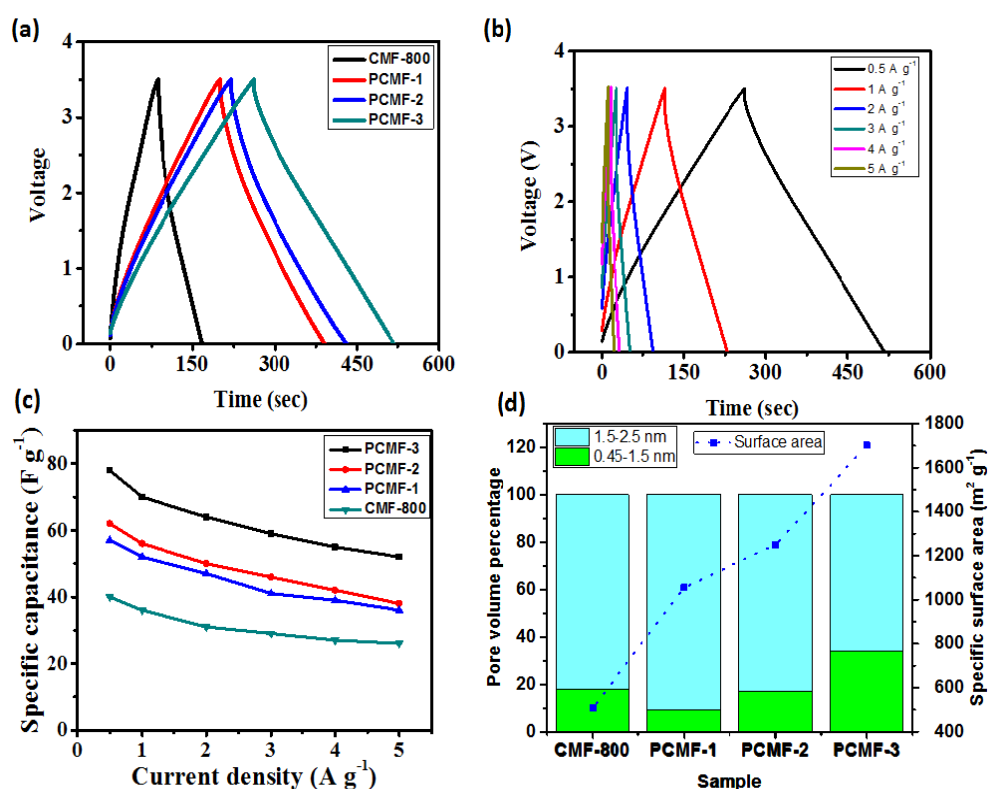 (a)
4
3
2
1
0
Voltage
CMF-800
PCMF-1
PCMF-2
PCMF-3
0 150 300 450 600
Time (sec)
(b)
4
3
2
1
0
Voltage (V)
0.5 A g-1
1 A g-1
2 A g-1
3 A g-1
4 A g-1
5 A g-1
0 150 300 450 600
Time (sec)
(c)
80
60
40
20
0
Specific capacitance (F g-1)
PCMF-3
PCMF-2
PCMF-1
CMF-800
1 2 3 4 5
Current density (A g-1)
(d)
120
100
80
60
40
20
0
Pore volume percentage
1.5-2.5 nm
0.45-1.5 nm
Surface area
1800
1600
1400
1200
1000
800
600
400
Specific surface area (m2 g-1)
CMF-800 PCMF-1 PCMF-2 PCMF-3
Sample